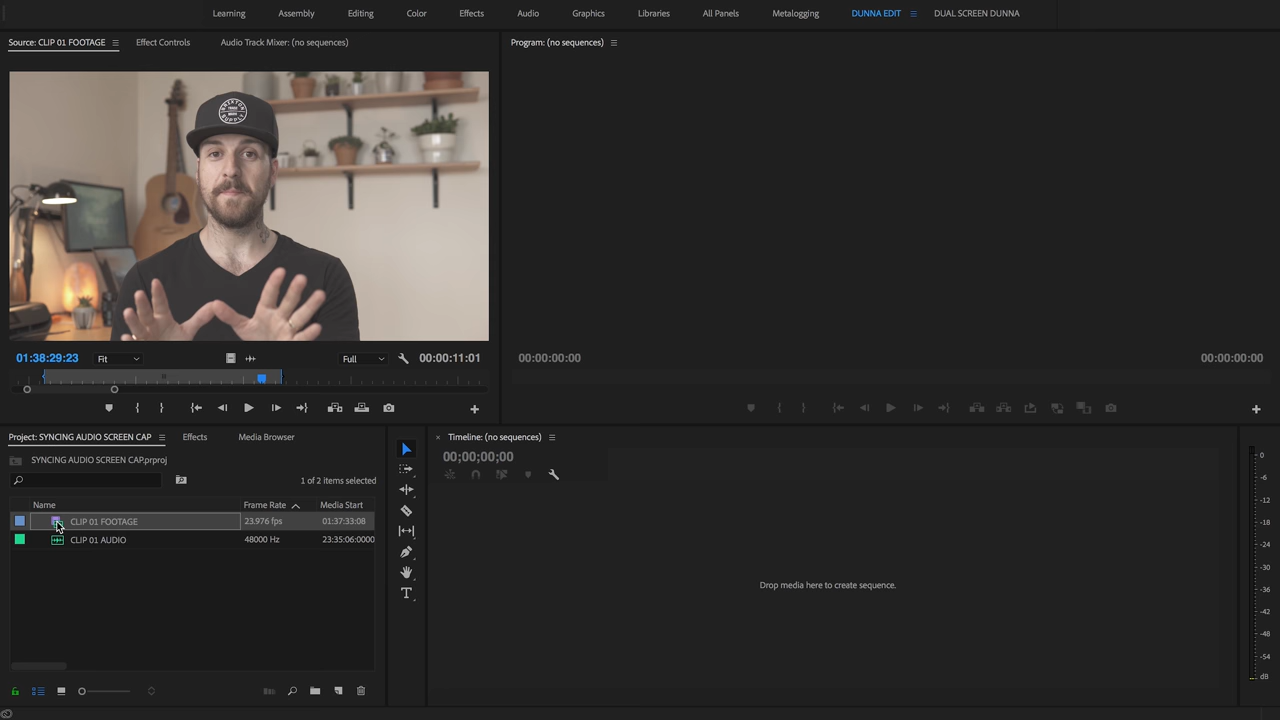 Learning Assembly Editing Color Effects Audio Graphics Libraries All Panels Metalogging DUNNA EDIT DUAL SCREEN DUNNA
Source: CLIP 01 FOOTAGE Effect Controls Audio Track Mixer: (no sequences) Program: (no sequences)
BRIXTON
SUPPLY
01:38:29:23 Fit Full 00:00:11:01 00:00:00:00 00:00:00:00
Project: SYNCING AUDIO SCREEN CAP Effects Media Browser
SYNCING AUDIO SCREEN CAP.prproj
1 of 2 items selected
Name Frame Rate Media Start
CLIP 01 FOOTAGE 23.976 fps 01:37:33:08
CLIP 01 AUDIO 48000 Hz 23:35:06:0000
T
Timeline: (no sequences)
00;00;00;00
Drop media here to create sequence.
0
-6
-12
-18
-24
-30
-36
-42
-48
-54
dB